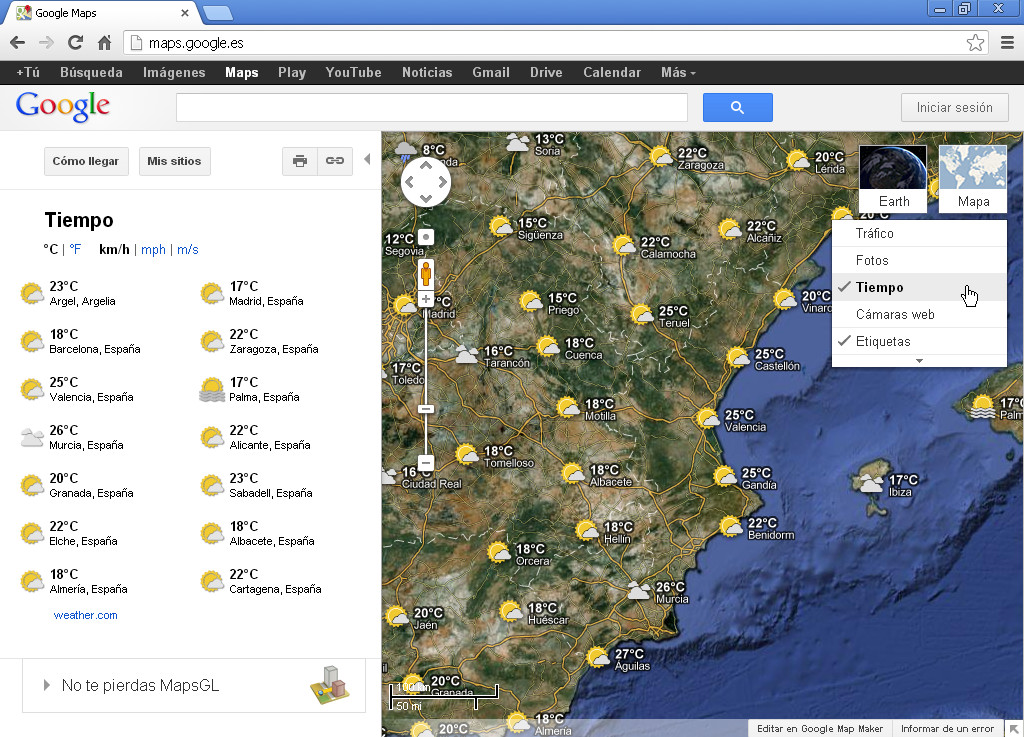 Google Maps
maps.google.es
+Tú Búsqueda Imágenes Maps Play YouTube Noticias Gmail Drive Calendar Más
Google
Iniciar sesión
Cómo llegar Mis sitios
Tiempo
°C | °F km/h | mph | m/s
23°C
Argel, Argelia
17°C
Madrid, España
18°C
Barcelona, España
22°C
Zaragoza, España
25°C
Valencia, España
17°C
Palma, España
26°C
Murcia, España
22°C
Alicante, España
20°C
Granada, España
23°C
Sabadell, España
22°C
Elche, España
18°C
Albacete, España
18°C
Almería, España
22°C
Cartagena, España
weather.com
No te pierdas MapsGL
8°C
13°C
Soria
22°C
Zaragoza
20°C
Lérida
Earth
Mapa
20°C
Tráfico
Fotos
Tiempo
Cámaras web
Etiquetas
12°C
Segovia
15°C
Sigüenza
22°C
Calamocha
22°C
Alcañiz
Madrid
15°C
Priego
25°C
Teruel
20°C
Vinaró
16°C
Tarancón
18°C
Cuenca
25°C
Castellón
17°C
Toledo
18°C
Motilla
25°C
Valencia
17°
Palm
16°C
Ciudad Real
18°C
Tomelloso
18°C
Albacete
25°C
Gandía
17°C
Ibiza
18°C
Hellín
22°C
Benidorm
18°C
Orcera
26°C
Murcia
20°C
Jaén
18°C
Huéscar
27°C
Águilas
20°C
Granada
100 km
50 mi
20°C
18°C
Almería
Editar en Google Map Maker
Informar de un error